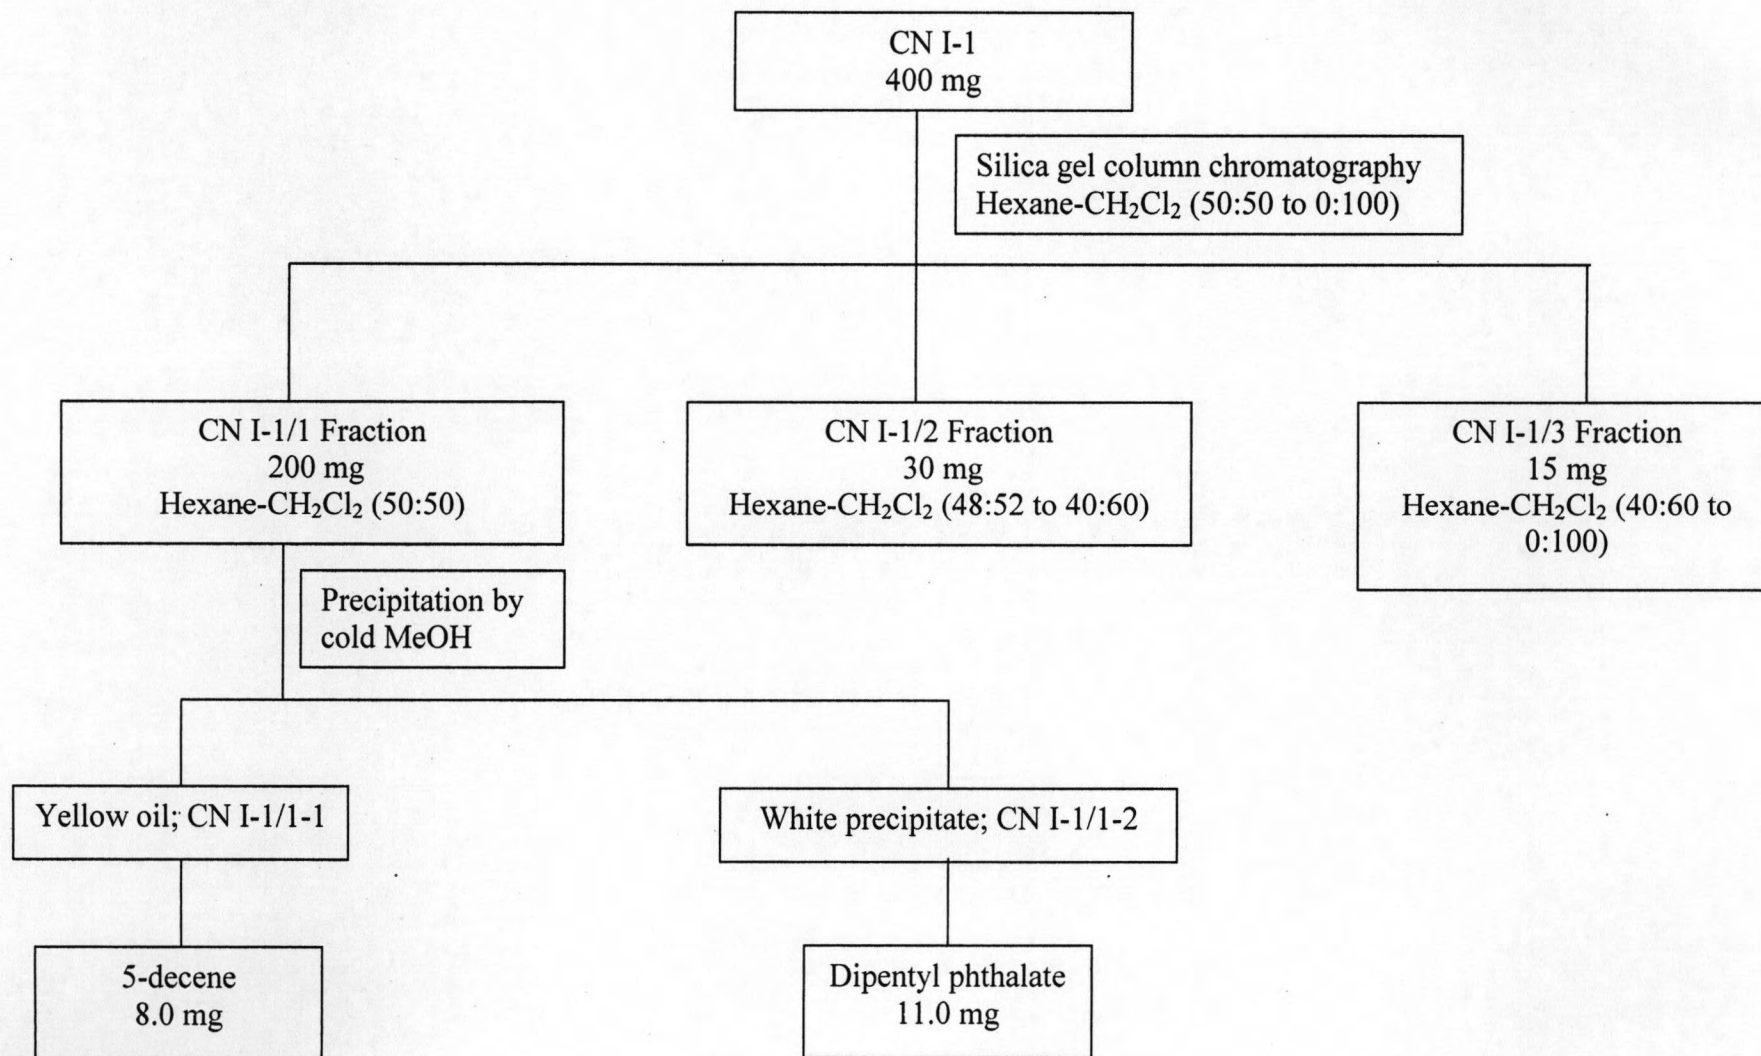 CN I-1
400 mg
Silica gel column chromatography
Hexane-CH₂Cl₂ (50:50 to 0:100)
CN I-1/1 Fraction
200 mg
Hexane-CH₂Cl₂ (50:50)
CN I-1/2 Fraction
30 mg
Hexane-CH₂Cl₂ (48:52 to 40:60)
CN I-1/3 Fraction
15 mg
Hexane-CH₂Cl₂ (40:60 to
0:100)
Precipitation by
cold MeOH
Yellow oil; CN I-1/1-1
White precipitate; CN I-1/1-2
5-decene
8.0 mg
Dipentyl phthalate
11.0 mg